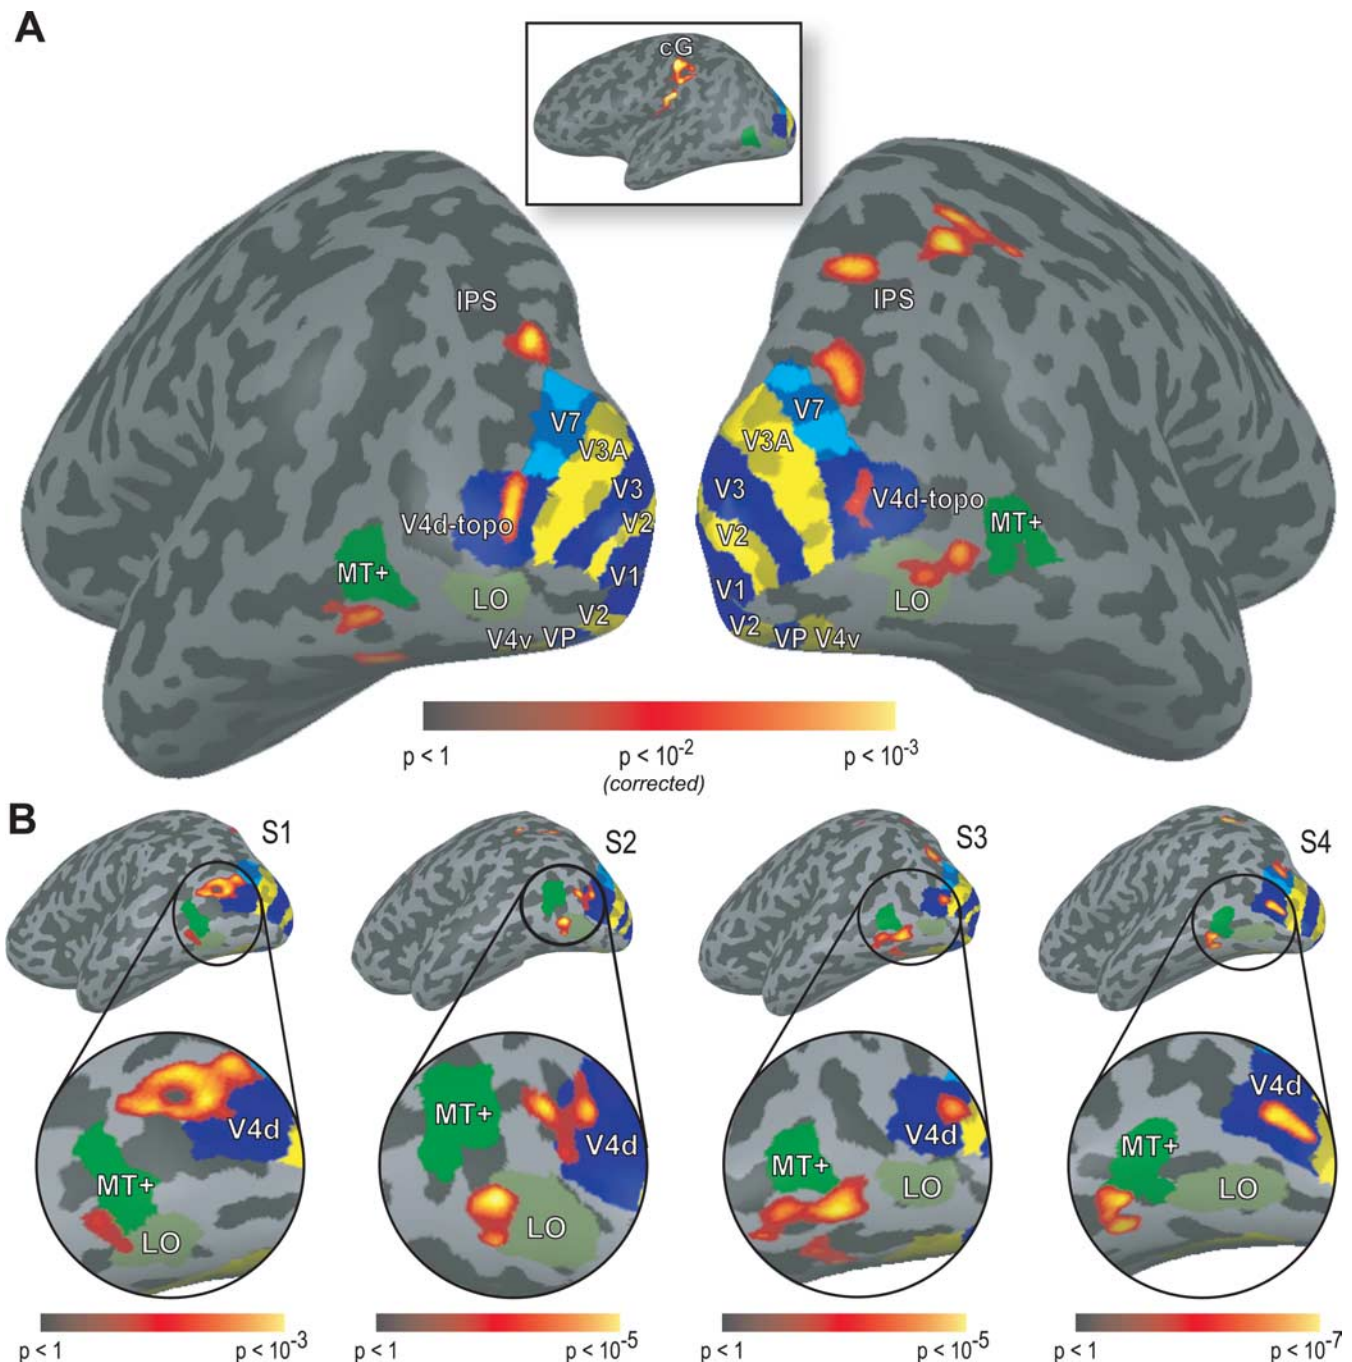 A
cG
IPS
IPS
V7
V7
V3A
V3A
V3
V3
V4d-topo
V4d-topo
V2
V2
MT+
MT+
V1
V1
LO
LO
V2
V2
V4v VP
VP V4v
p < 1
p < 10-2
p < 10-3
(corrected)
B
S1
S2
S3
S4
V4d
MT+
LO
MT+
V4d
LO
V4d
MT+
LO
V4d
MT+
LO
p < 1
p < 10-3
p < 1
p < 10-5
p < 1
p < 10-5
p < 1
p < 10-7